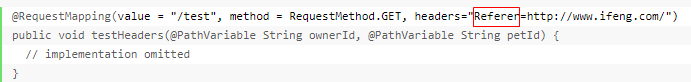 @RequestMapping(value = "/test", method = RequestMethod.GET, headers="Referer=http://www.ifeng.com/")
public void testHeaders(@PathVariable String ownerId, @PathVariable String petId) {
  // implementation omitted
}